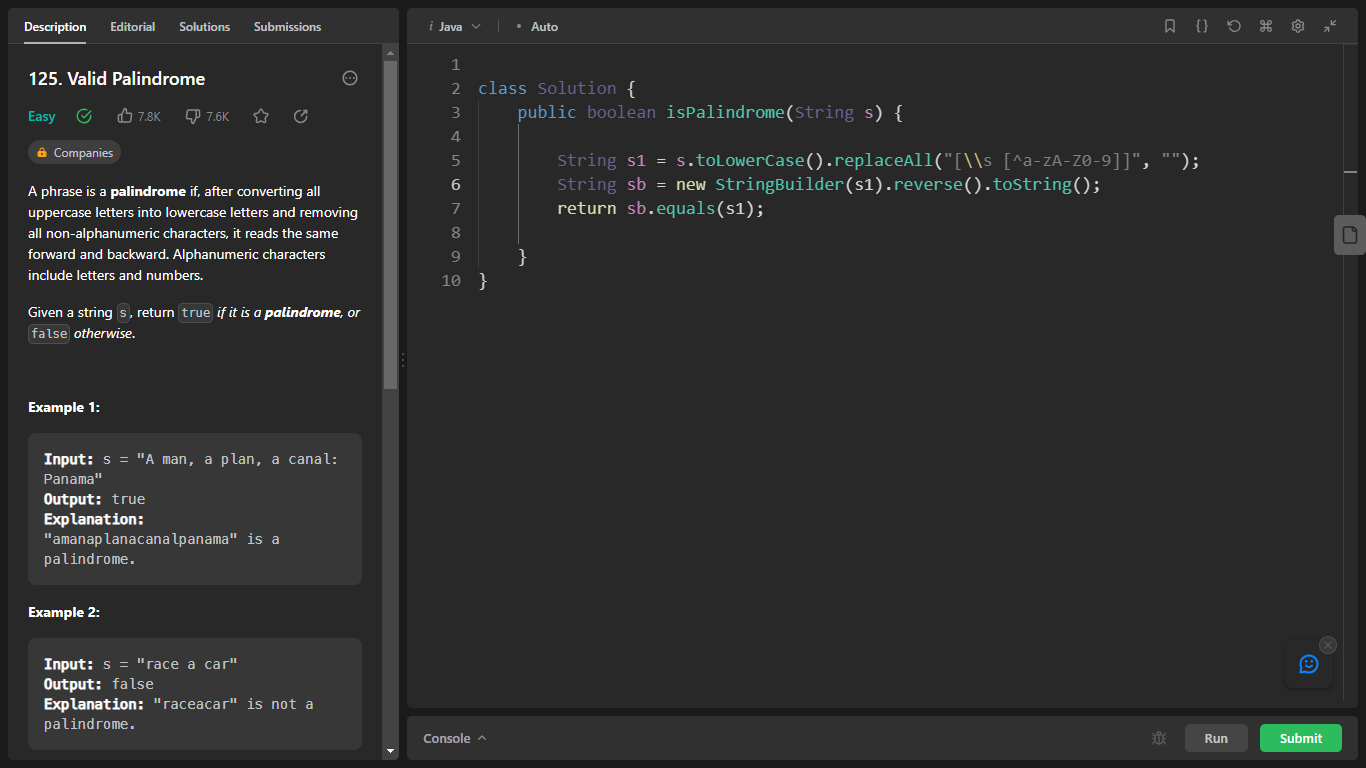 Description Editorial Solutions Submissions
125. Valid Palindrome
Easy 7.8K 7.6K
Companies
A phrase is a palindrome if, after converting all
uppercase letters into lowercase letters and removing
all non-alphanumeric characters, it reads the same
forward and backward. Alphanumeric characters
include letters and numbers.
Given a string s, return true if it is a palindrome, or
false otherwise.
Example 1:
Input: s = "A man, a plan, a canal:
Panama"
Output: true
Explanation:
"amanaplanacanalpanama" is a
palindrome.
Example 2:
Input: s = "race a car"
Output: false
Explanation: "raceacar" is not a
palindrome.
i Java • Auto
{}
1
2 class Solution {
3     public boolean isPalindrome(String s) {
4
5         String s1 = s.toLowerCase().replaceAll("[\\s [^a-zA-Z0-9]]", "");
6         String sb = new StringBuilder(s1).reverse().toString();
7         return sb.equals(s1);
8
9     }
10 }
Console Run Submit